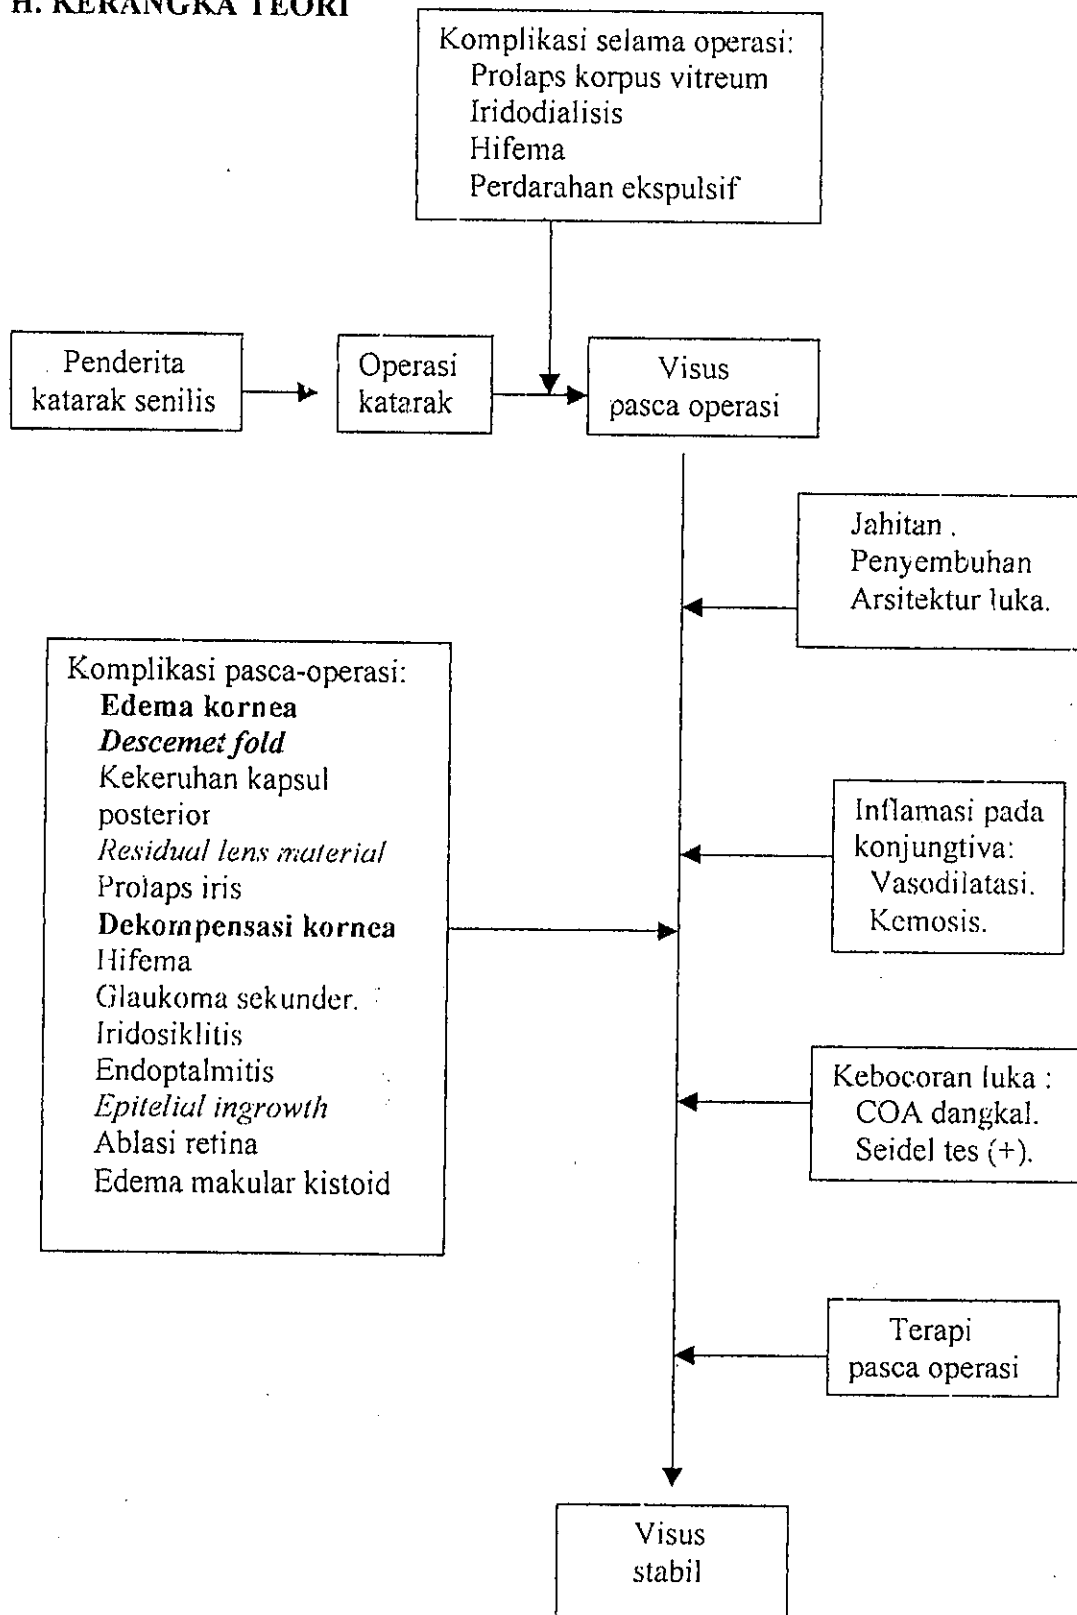 H. KERANGKA TEORI
Komplikasi selama operasi:
Prolaps korpus vitreum
Iridodialisis
Hifema
Perdarahan ekspulsif
Penderita
katarak senilis
Operasi
katarak
Visus
pasca operasi
Jahitan .
Penyembuhan
Arsitektur luka.
Komplikasi pasca-operasi:
Edema kornea
Descemet fold
Kekeruhan kapsul
posterior
Residual lens material
Prolaps iris
Dekompensasi kornea
Hifema
Glaukoma sekunder.
Iridosiklitis
Endoptalmitis
Epitelial ingrowth
Ablasi retina
Edema makular kistoid
Inflamasi pada
konjungtiva:
Vasodilatasi.
Kemosis.
Kebocoran luka :
COA dangkal.
Seidel tes (+).
Terapi
pasca operasi
Visus
stabil